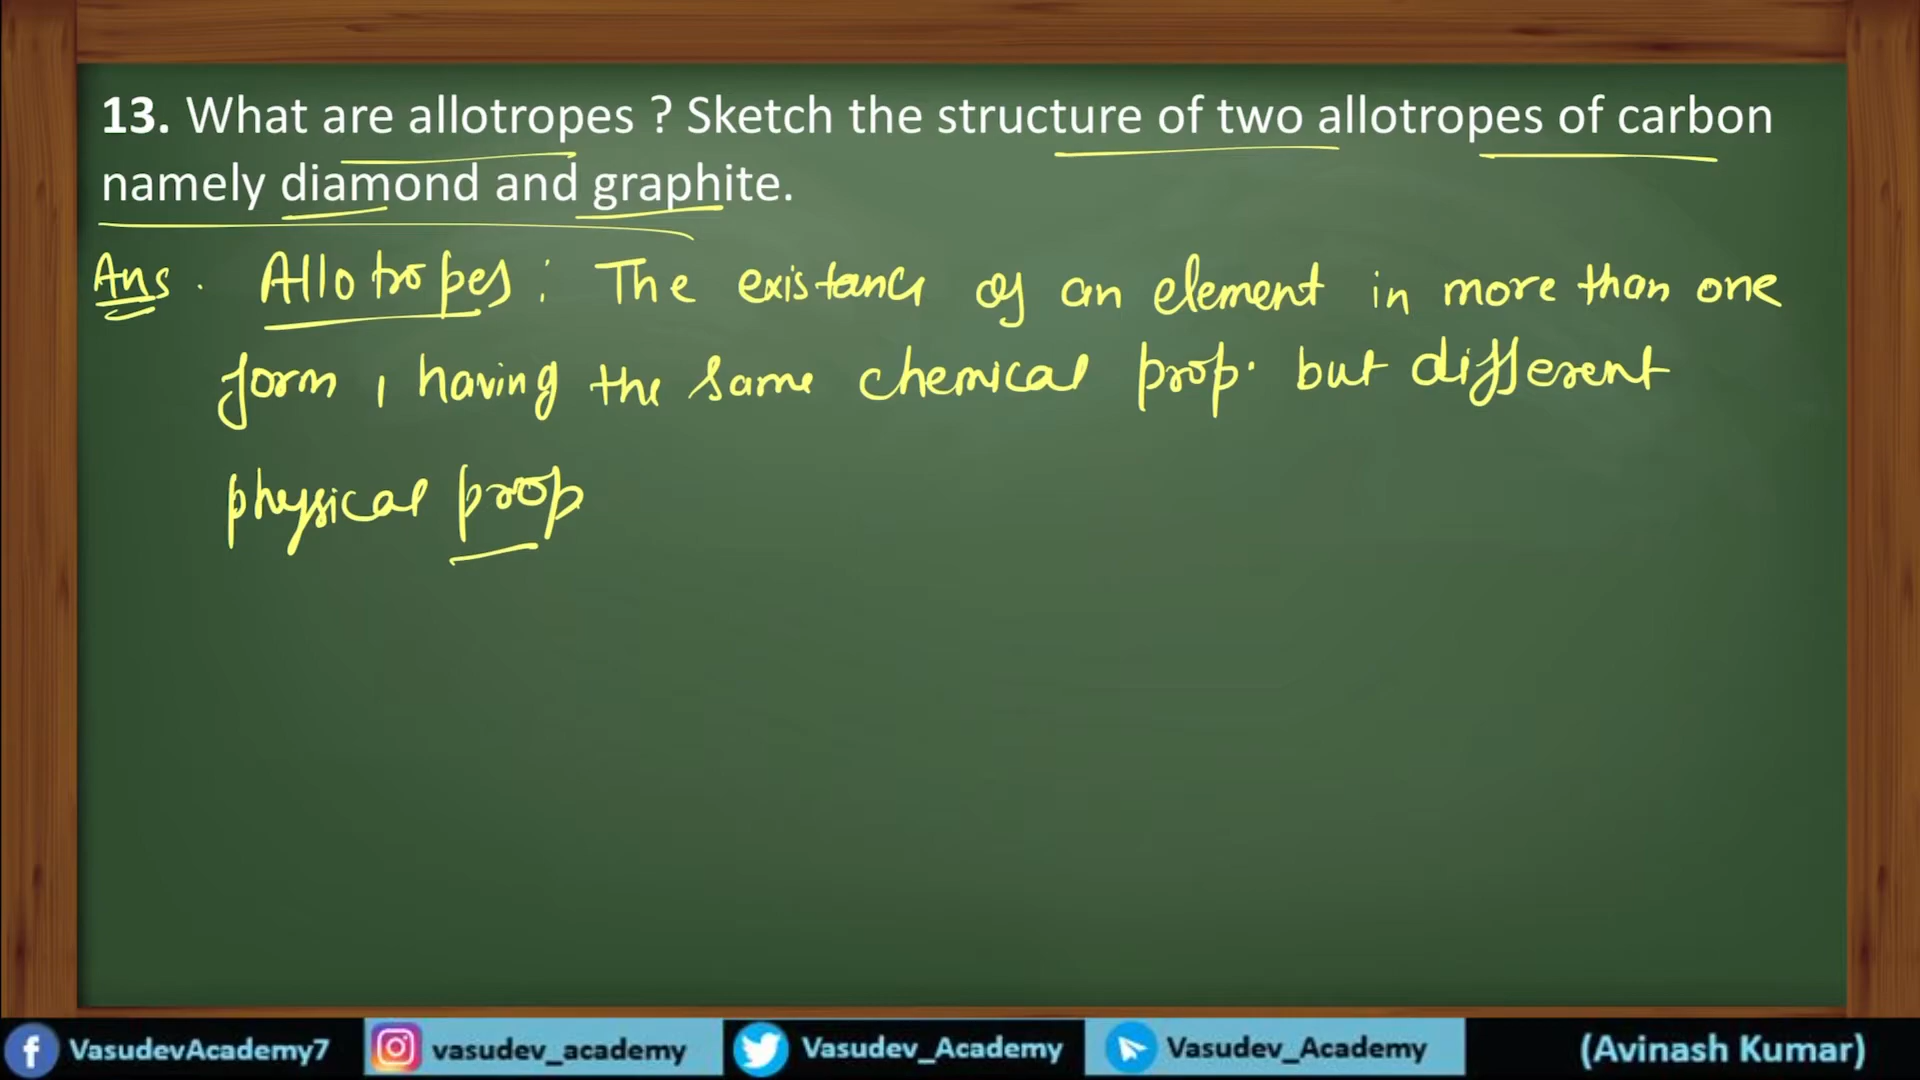 13. What are allotropes ? Sketch the structure of two allotropes of carbon
namely diamond and graphite.
Ans. Allotropes : The existance of an element in more than one
form, having the same chemical prop. but different
physical prop
VasudevAcademy7 vasudev_academy Vasudev_Academy Vasudev_Academy (Avinash Kumar)